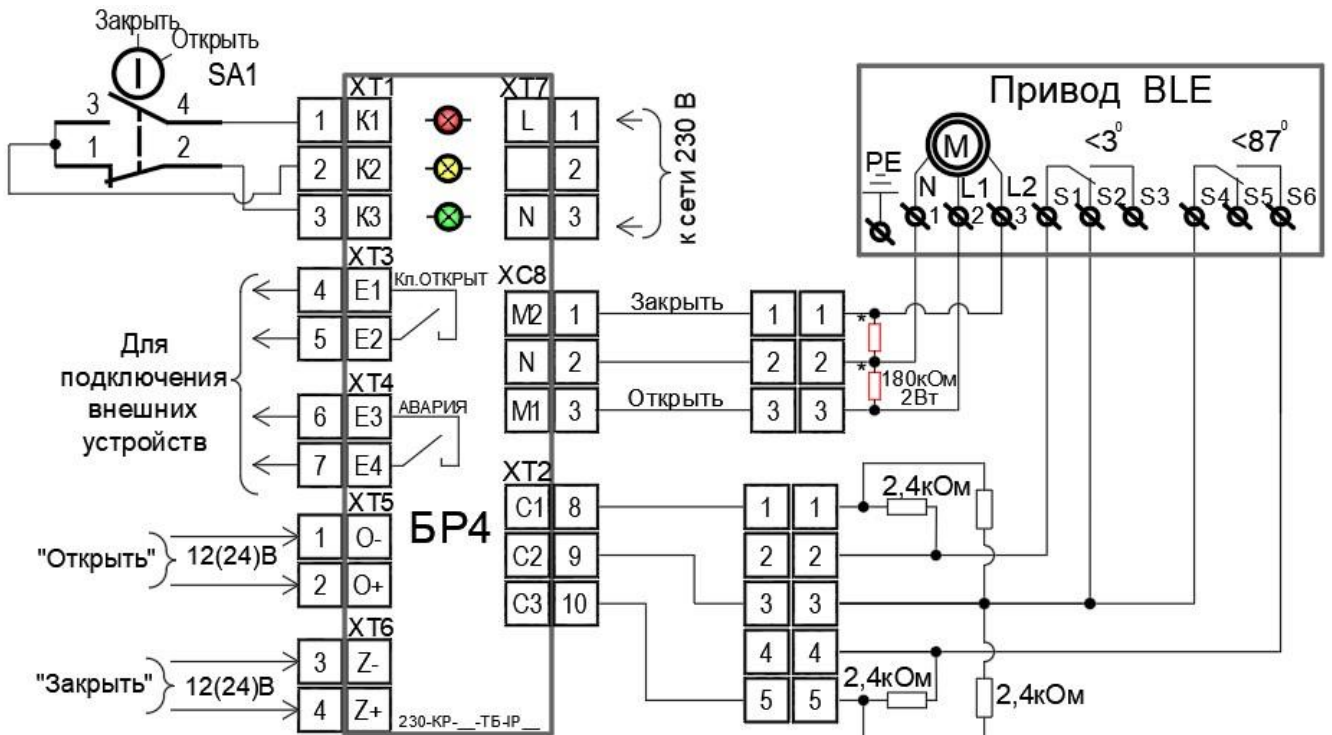 Закрыть
Открыть
SA1
3 4
1 2
XT1
1 К1
2 К2
3 К3
XT7
L 1
2
N 3
к сети 230 В
XT3
4 E1 Кл.ОТКРЫТ
5 E2
XT4
6 E3 АВАРИЯ
7 E4
Для
подключения
внешних
устройств
XT5
1 O-
2 O+
"Открыть" 12(24)В
XT6
3 Z-
4 Z+
"Закрыть" 12(24)В
БР4
230-КР-__-ТБ-IP__
XC8
M2 1 Закрыть 1 1
N 2 2 2
M1 3 Открыть 3 3
*
*
180кОм
2Вт
XT2
C1 8 1 1
C2 9 2 2
C3 10 3 3
4 4
5 5
2,4кОм
2,4кОм
2,4кОм
Привод BLE
PE
M
N L1 L2
1 2 3
<3⁰
S1 S2 S3
<87⁰
S4 S5 S6